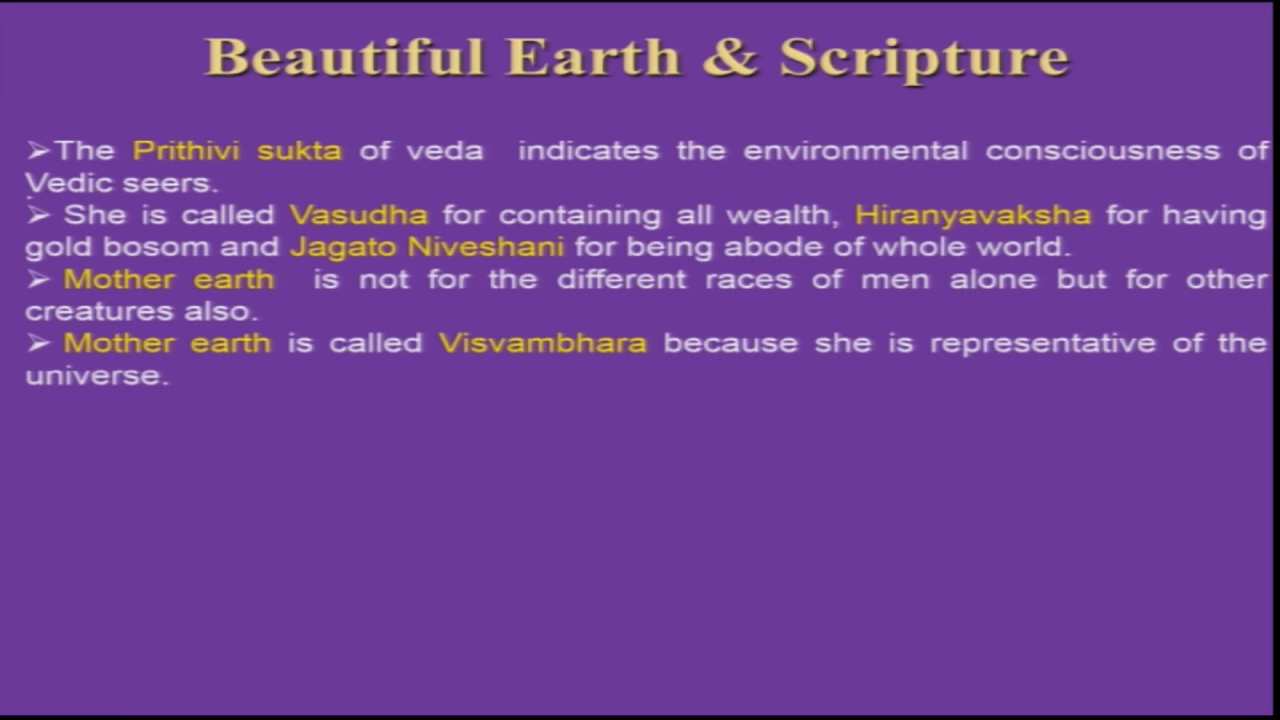 Beautiful Earth & Scripture
➢The Prithivi sukta of veda indicates the environmental consciousness of
Vedic seers.
➢ She is called Vasudha for containing all wealth, Hiranyavaksha for having
gold bosom and Jagato Niveshani for being abode of whole world.
➢ Mother earth is not for the different races of men alone but for other
creatures also.
➢ Mother earth is called Visvambhara because she is representative of the
universe.